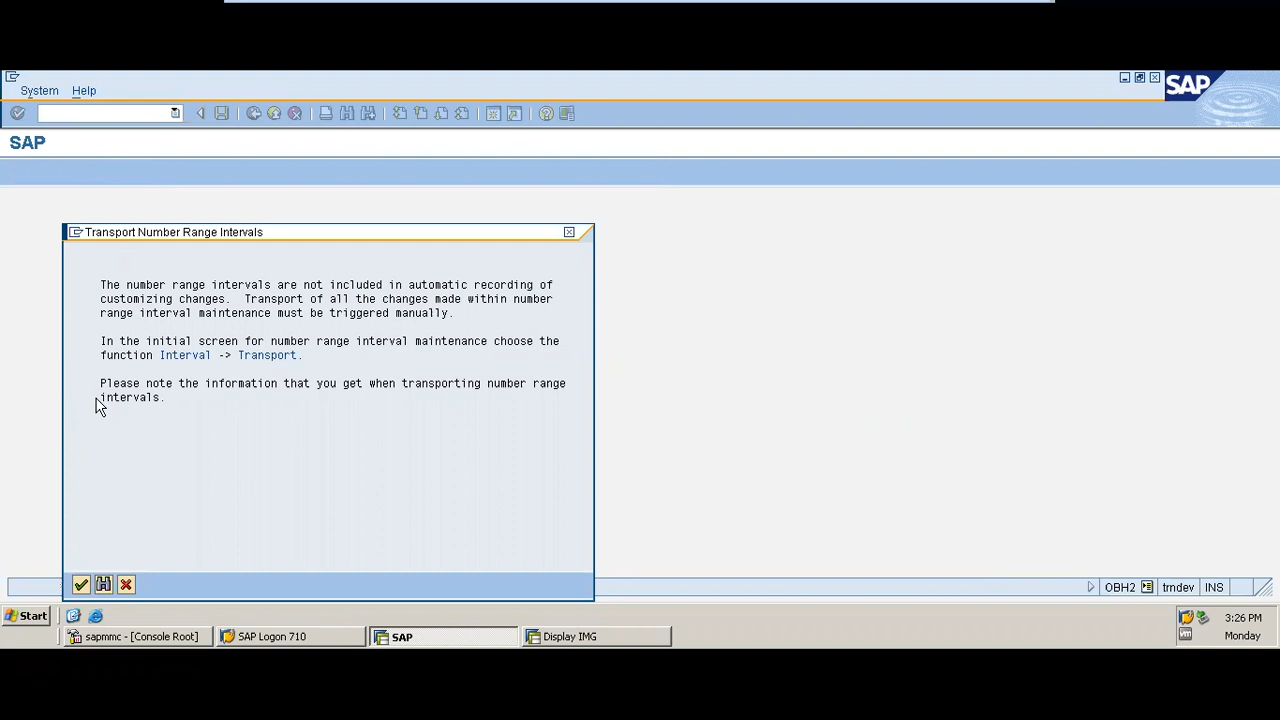 System Help
SAP
SAP
Transport Number Range Intervals
The number range intervals are not included in automatic recording of
customizing changes.  Transport of all the changes made within number
range interval maintenance must be triggered manually.
In the initial screen for number range interval maintenance choose the
function Interval -> Transport.
Please note the information that you get when transporting number range
intervals.
OBH2 trndev INS
Start
3:26 PM
sapmmc - [Console Root] SAP Logon 710 SAP Display IMG
Monday